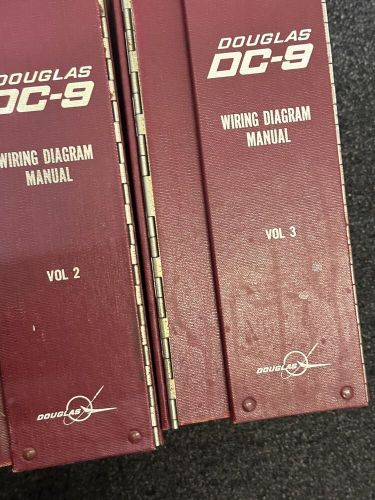 DOUGLAS
DC-9
WIRING DIAGRAM
MANUAL
VOL 2
DOUGLAS
DOUGLAS
DC-9
WIRING DIAGRAM
MANUAL
VOL 3
DOUGLAS